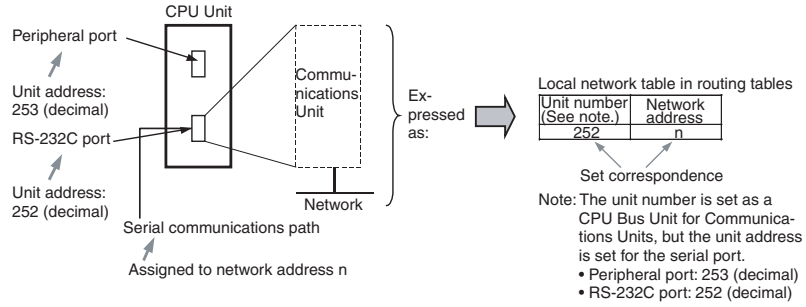 CPU Unit
Peripheral port
Unit address:
253 (decimal)
RS-232C port
Unit address:
252 (decimal)
Serial communications path
Assigned to network address n
Commu-
nications
Unit
Network
Ex-
pressed
as:
Local network table in routing tables
Unit number
(See note.)
Network
address
252
n
Set correspondence
Note: The unit number is set as a
CPU Bus Unit for Communica-
tions Units, but the unit address
is set for the serial port.
• Peripheral port: 253 (decimal)
• RS-232C port: 252 (decimal)